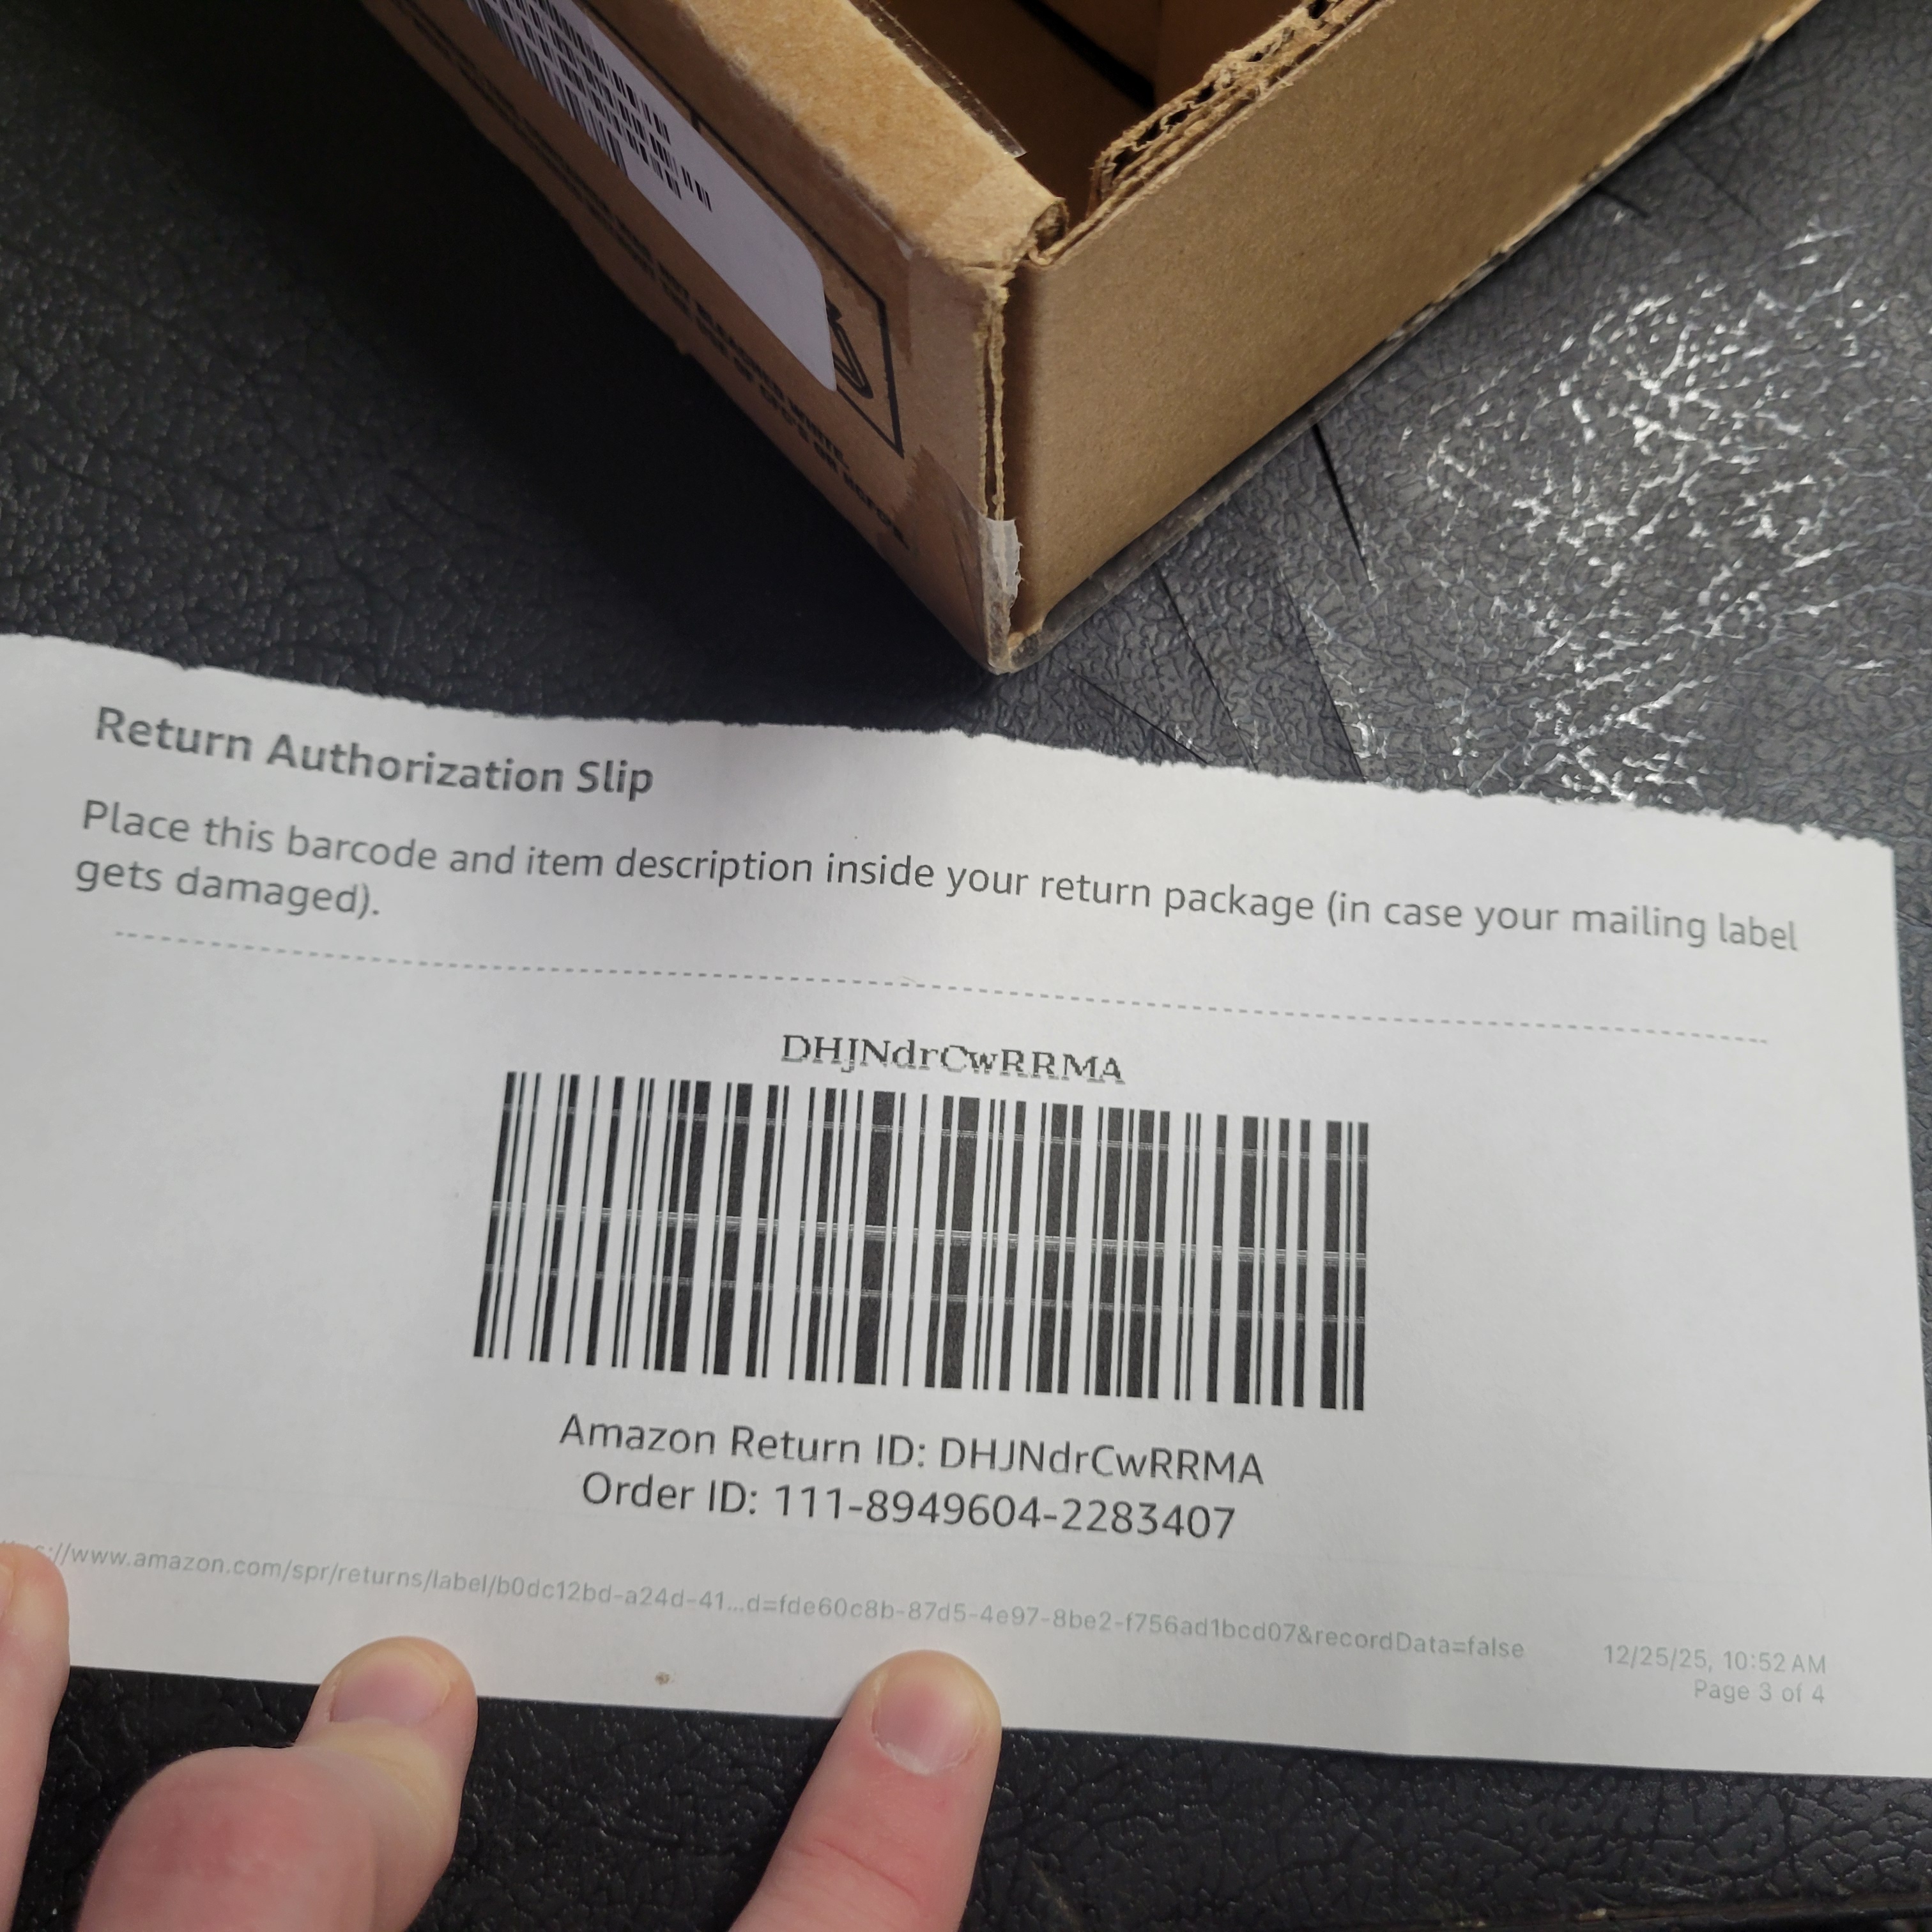 Return Authorization Slip
Place this barcode and item description inside your return package (in case your mailing label
gets damaged).
DHJNdrCwRRMA
Amazon Return ID: DHJNdrCwRRMA
Order ID: 111-8949604-2283407
://www.amazon.com/spr/returns/label/b0dc12bd-a24d-41...d=fde60c8b-87d5-4e97-8be2-f756ad1bcd07&recordData=false
12/25/25, 10:52 AM
Page 3 of 4